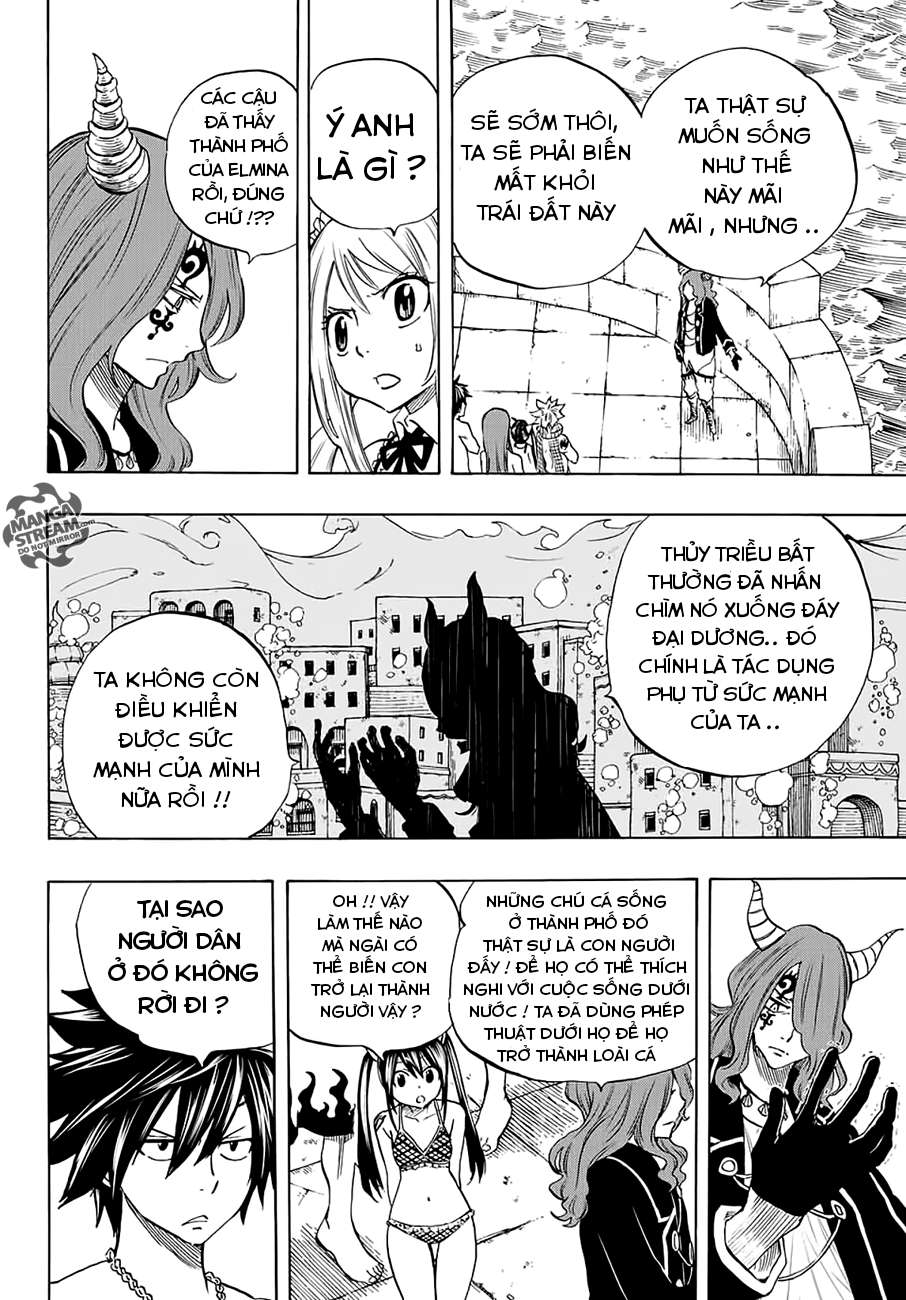 TA THẬT SỰ
MUỐN SỐNG
NHƯ THẾ
NÀY MÃI
MÃI , NHƯNG ..
SẼ SỚM THÔI,
TA SẼ PHẢI BIẾN
MẤT KHỎI
TRÁI ĐẤT NÀY
Ý ANH
LÀ GÌ ?
CÁC CẬU
ĐÃ THẤY
THÀNH PHỐ
CỦA ELMINA
RỒI, ĐÚNG
CHỨ !??
MANGA
STREAM.com
DO NOT MIRROR
THỦY TRIỀU BẤT
THƯỜNG ĐÃ NHẤN
CHÌM NÓ XUỐNG ĐÁY
ĐẠI DƯƠNG.. ĐÓ
CHÍNH LÀ TÁC DỤNG
PHỤ TỪ SỨC MẠNH
CỦA TA ..
TA KHÔNG CÒN
ĐIỀU KHIỂN
ĐƯỢC SỨC
MẠNH CỦA MÌNH
NỮA RỒI !!
NHỮNG CHÚ CÁ SỐNG
Ở THÀNH PHỐ ĐÓ
THẬT SỰ LÀ CON NGƯỜI
ĐẤY ! ĐỂ HỌ CÓ THỂ THÍCH
NGHI VỚI CUỘC SỐNG DƯỚI
NƯỚC ! TA ĐÃ DÙNG PHÉP
THUẬT DƯỚI HỌ ĐỂ HỌ
TRỞ THÀNH LOÀI CÁ
OH !! VẬY
LÀM THẾ NÀO
MÀ NGÀI CÓ
THỂ BIẾN CON
TRỞ LẠI THÀNH
NGƯỜI VẬY ?
TẠI SAO
NGƯỜI DÂN
Ở ĐÓ KHÔNG
RỜI ĐI ?